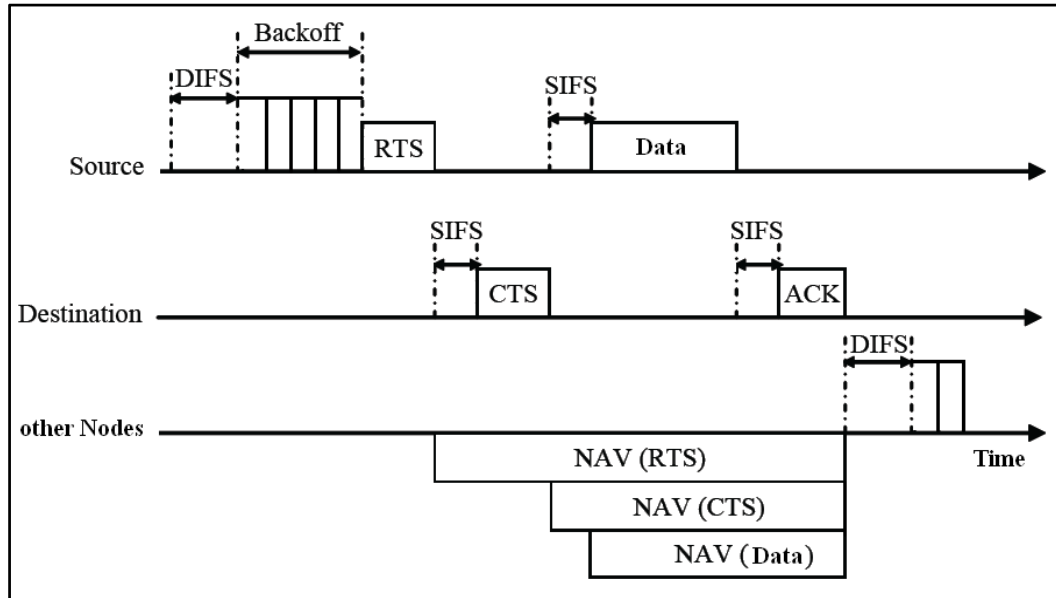 Backoff
DIFS
SIFS
RTS
Data
Source
SIFS
SIFS
CTS
ACK
Destination
DIFS
other Nodes
NAV (RTS)
Time
NAV (CTS)
NAV (Data)